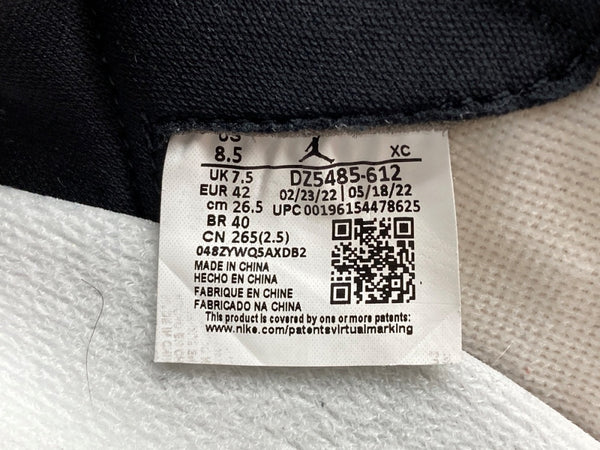 US
8.5 XC
UK 7.5 DZ5485-612
EUR 42 02/23/22 | 05/18/22
cm 26.5 UPC 00196154478625
BR 40
CN 265(2.5)
048ZYWQ5AXDB2
MADE IN CHINA
HECHO EN CHINA
FABRIQUE EN CHINE
FABRICADO NA CHINA
This product is covered by one or more patents:
www.nike.com/patentsvirtualmarking